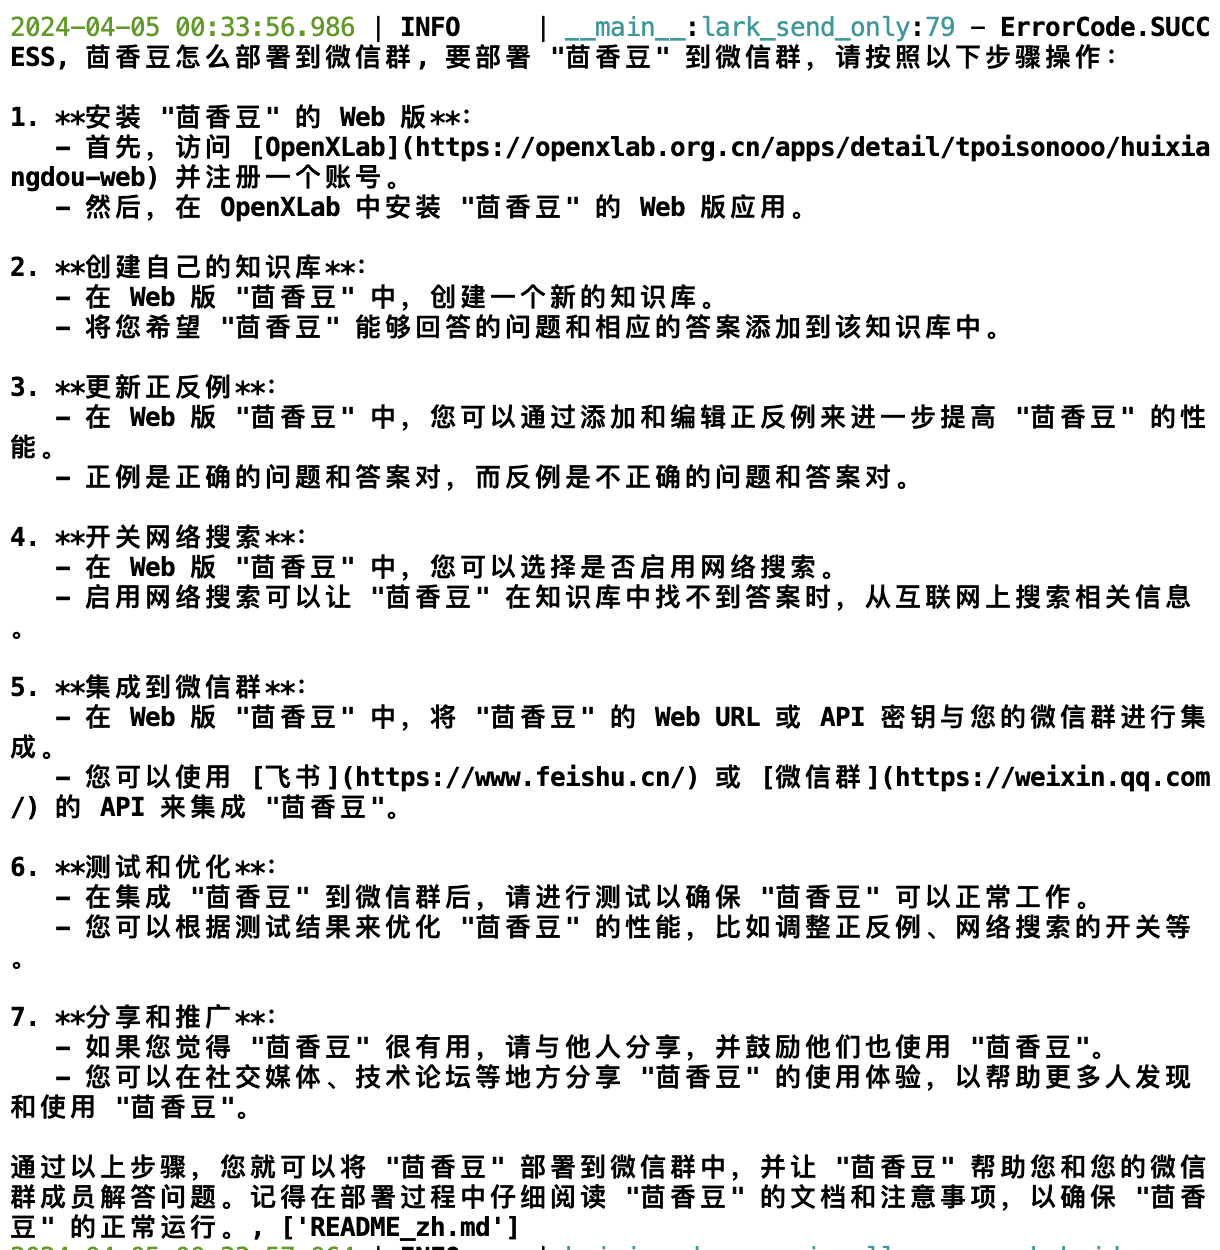 2024-04-05 00:33:56.986 | INFO     | __main__:lark_send_only:79 - ErrorCode.SUCC
ESS, 茴香豆怎么部署到微信群, 要部署 "茴香豆" 到微信群，请按照以下步骤操作：
1. **安装 "茴香豆" 的 Web 版**：
- 首先，访问 [OpenXLab](https://openxlab.org.cn/apps/detail/tpoisonooo/huixia
ngdou-web) 并注册一个账号。
- 然后，在 OpenXLab 中安装 "茴香豆" 的 Web 版应用。
2. **创建自己的知识库**：
- 在 Web 版 "茴香豆" 中，创建一个新的知识库。
- 将您希望 "茴香豆" 能够回答的问题和相应的答案添加到该知识库中。
3. **更新正反例**：
- 在 Web 版 "茴香豆" 中，您可以通过添加和编辑正反例来进一步提高 "茴香豆" 的性
能。
- 正例是正确的问题和答案对，而反例是不正确的问题和答案对。
4. **开关网络搜索**：
- 在 Web 版 "茴香豆" 中，您可以选择是否启用网络搜索。
- 启用网络搜索可以让 "茴香豆" 在知识库中找不到答案时，从互联网上搜索相关信息
。
5. **集成到微信群**：
- 在 Web 版 "茴香豆" 中，将 "茴香豆" 的 Web URL 或 API 密钥与您的微信群进行集
成。
- 您可以使用 [飞书](https://www.feishu.cn/) 或 [微信群](https://weixin.qq.com
/) 的 API 来集成 "茴香豆"。
6. **测试和优化**：
- 在集成 "茴香豆" 到微信群后，请进行测试以确保 "茴香豆" 可以正常工作。
- 您可以根据测试结果来优化 "茴香豆" 的性能，比如调整正反例、网络搜索的开关等
。
7. **分享和推广**：
- 如果您觉得 "茴香豆" 很有用，请与他人分享，并鼓励他们也使用 "茴香豆"。
- 您可以在社交媒体、技术论坛等地方分享 "茴香豆" 的使用体验，以帮助更多人发现
和使用 "茴香豆"。
通过以上步骤，您就可以将 "茴香豆" 部署到微信群中，并让 "茴香豆" 帮助您和您的微信
群成员解答问题。记得在部署过程中仔细阅读 "茴香豆" 的文档和注意事项，以确保 "茴香
豆" 的正常运行。, ['README_zh.md']